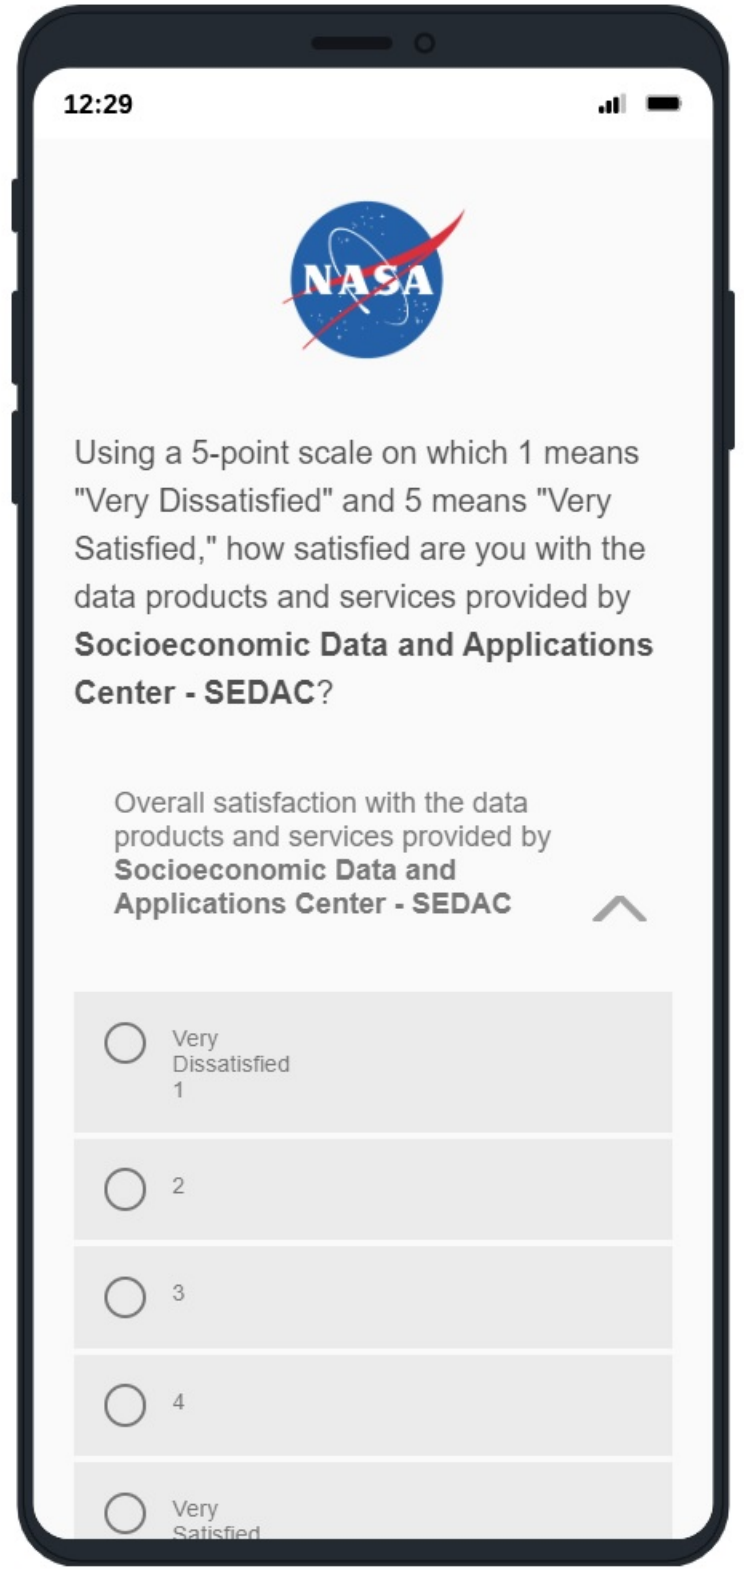 12:29
NASA
Using a 5-point scale on which 1 means
"Very Dissatisfied" and 5 means "Very
Satisfied," how satisfied are you with the
data products and services provided by
Socioeconomic Data and Applications
Center - SEDAC?
Overall satisfaction with the data
products and services provided by
Socioeconomic Data and
Applications Center - SEDAC
Very
Dissatisfied
1
2
3
4
Very
Satisfied